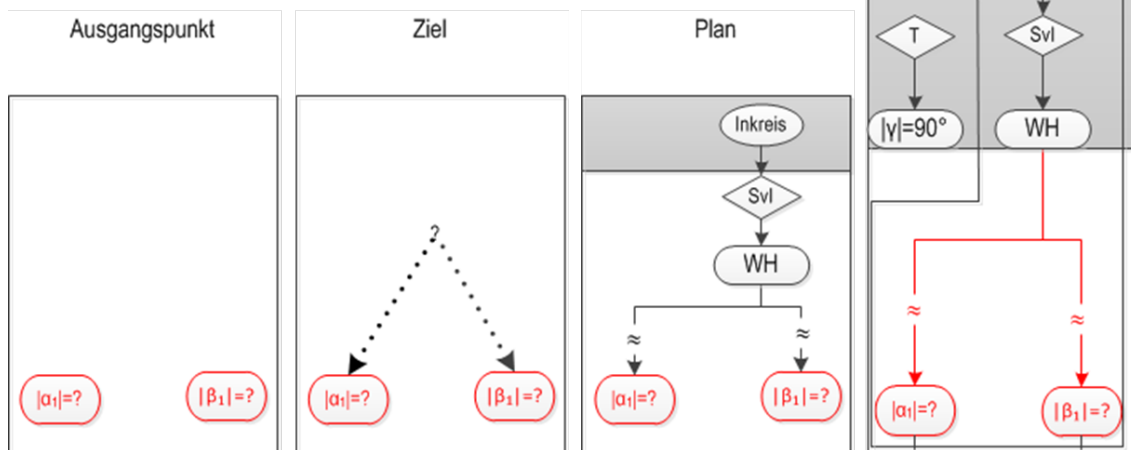 Ausgangspunkt
|α₁|=?
|β₁|=?
Ziel
?
|α₁|=?
|β₁|=?
Plan
Inkreis
SvI
WH
≈
≈
|α₁|=?
|β₁|=?
T
SvI
|γ|=90°
WH
≈
≈
|α₁|=?
|β₁|=?